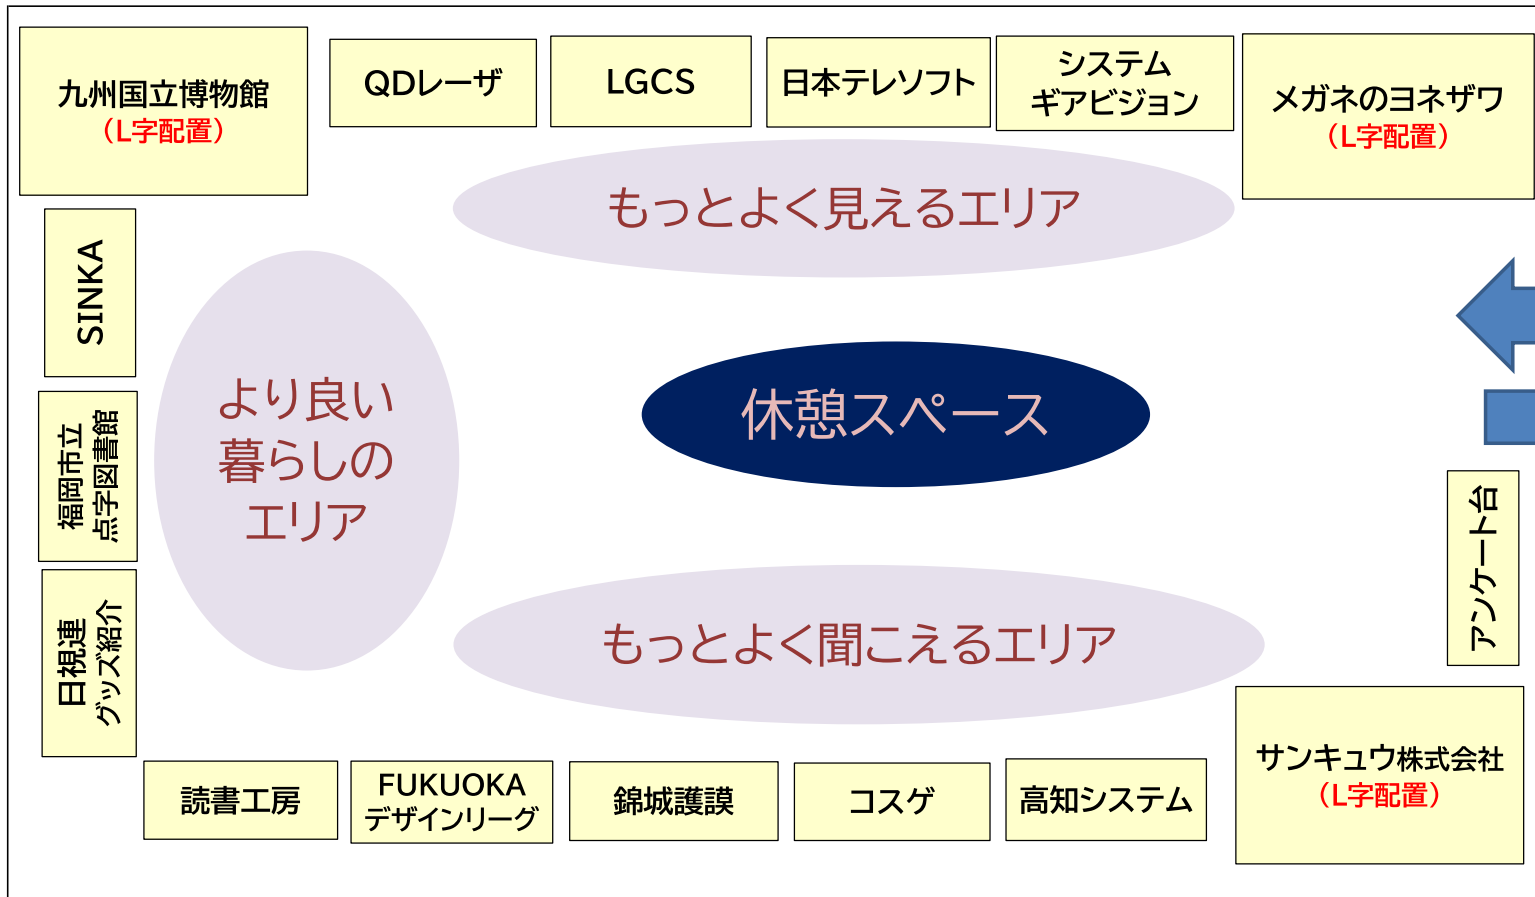 九州国立博物館
（L字配置）
QDレーザ
LGCS
日本テレソフト
システム
ギアビジョン
メガネのヨネザワ
（L字配置）
もっとよく見えるエリア
SINKA
福岡市立
点字図書館
日視連
グッズ紹介
より良い
暮らしの
エリア
休憩スペース
もっとよく聞こえるエリア
アンケート台
読書工房
FUKUOKA
デザインリーグ
錦城護謨
コスゲ
高知システム
サンキュウ株式会社
（L字配置）